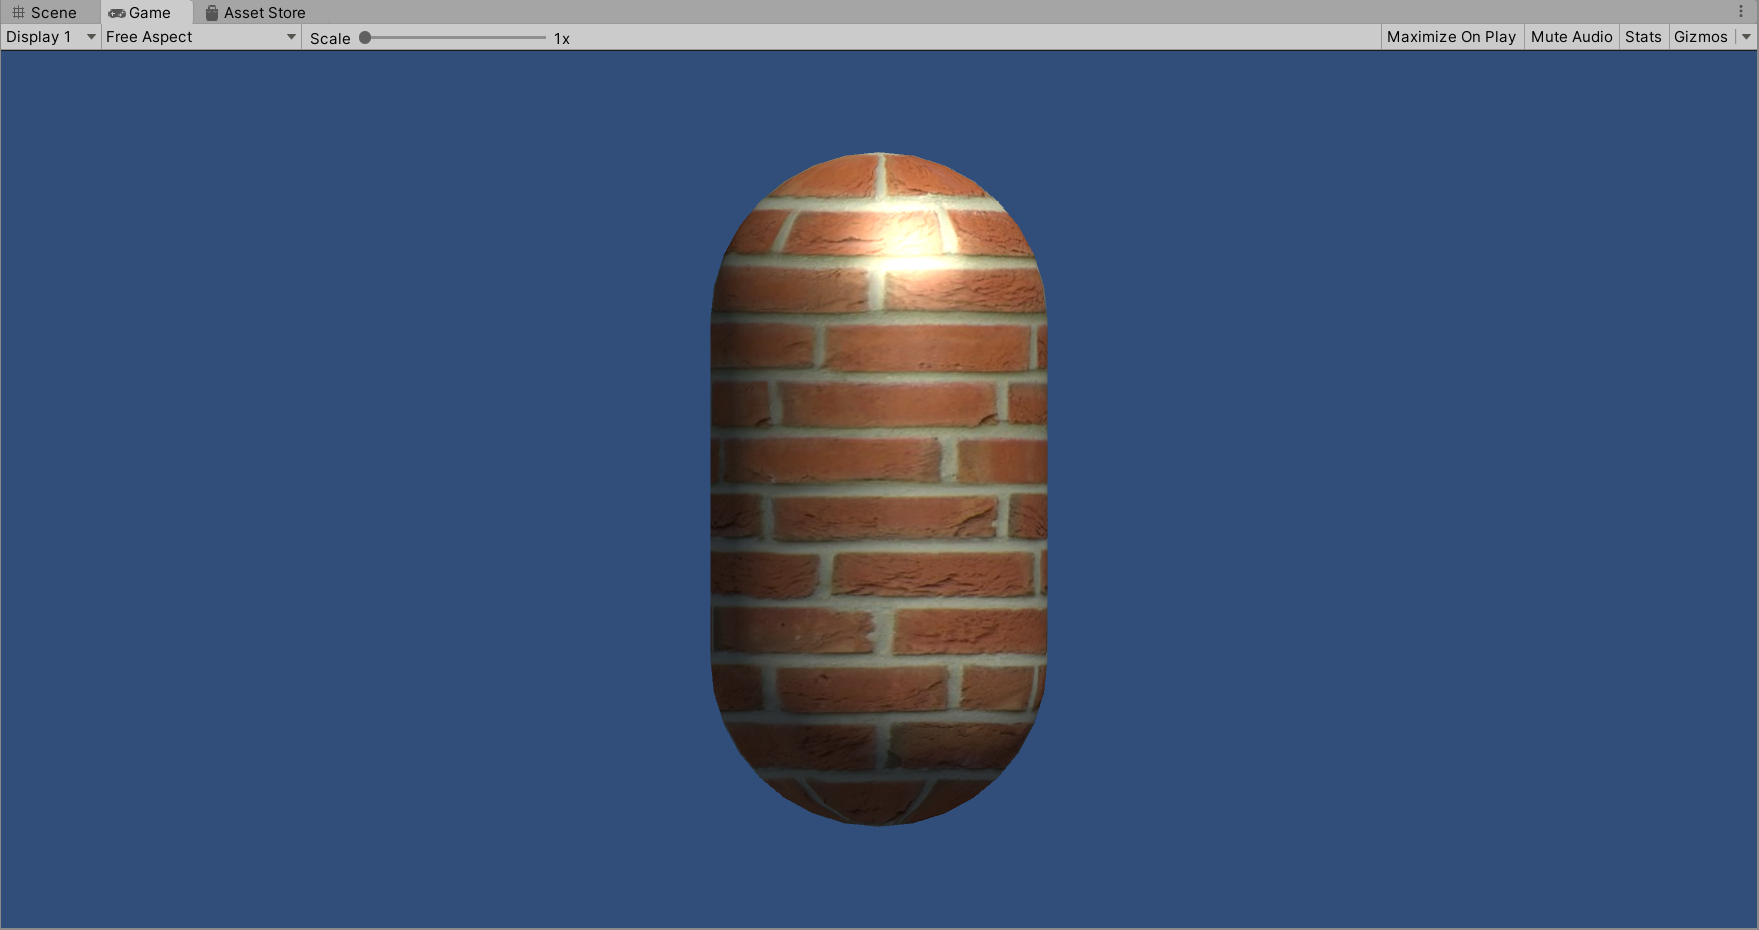 Scene Game Asset Store
Display 1 Free Aspect Scale 1x Maximize On Play Mute Audio Stats Gizmos